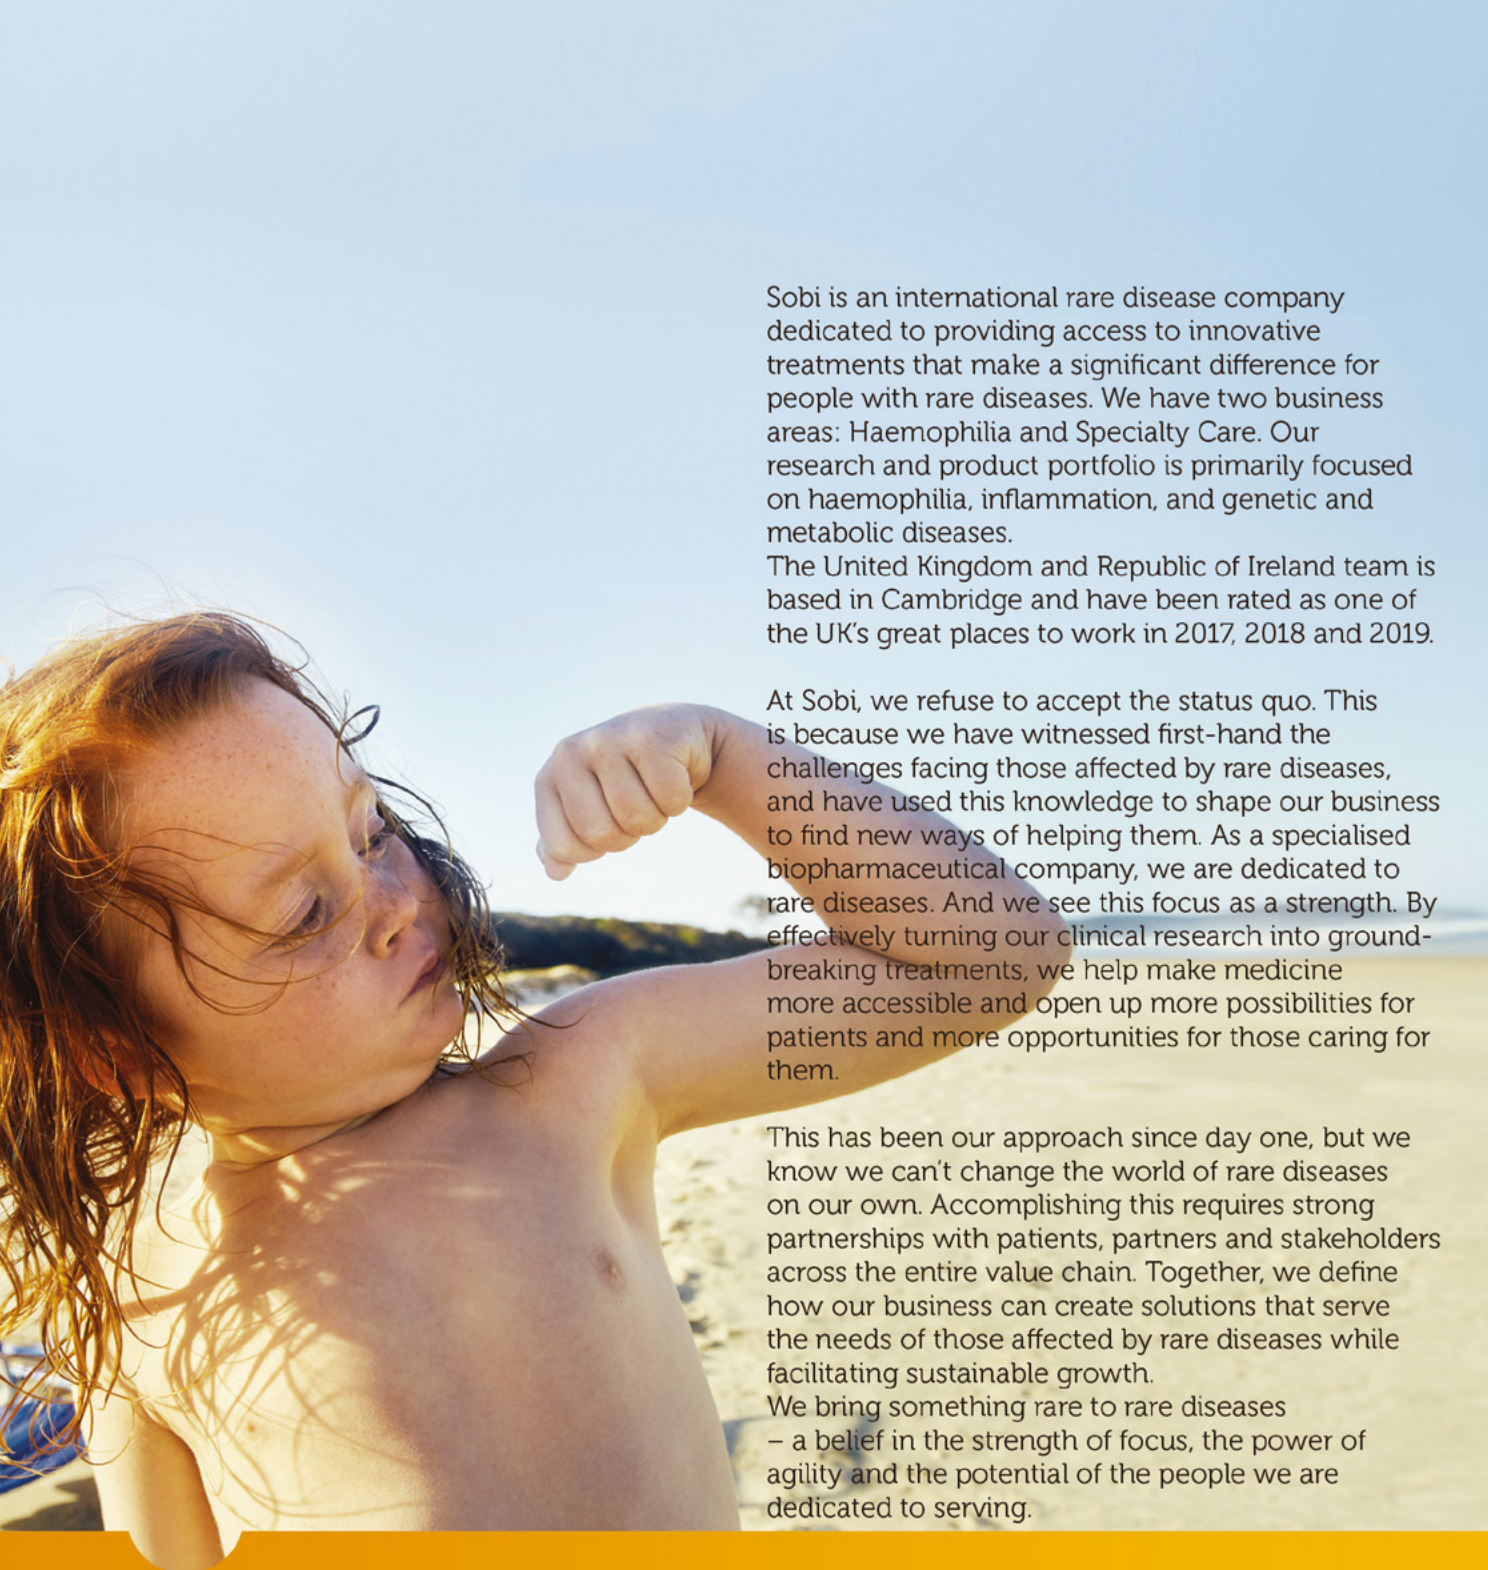 Sobi is an international rare disease company
dedicated to providing access to innovative
treatments that make a significant difference for
people with rare diseases. We have two business
areas: Haemophilia and Specialty Care. Our
research and product portfolio is primarily focused
on haemophilia, inflammation, and genetic and
metabolic diseases.
The United Kingdom and Republic of Ireland team is
based in Cambridge and have been rated as one of
the UK’s great places to work in 2017, 2018 and 2019.
At Sobi, we refuse to accept the status quo. This
is because we have witnessed first-hand the
challenges facing those affected by rare diseases,
and have used this knowledge to shape our business
to find new ways of helping them. As a specialised
biopharmaceutical company, we are dedicated to
rare diseases. And we see this focus as a strength. By
effectively turning our clinical research into ground-
breaking treatments, we help make medicine
more accessible and open up more possibilities for
patients and more opportunities for those caring for
them.
This has been our approach since day one, but we
know we can’t change the world of rare diseases
on our own. Accomplishing this requires strong
partnerships with patients, partners and stakeholders
across the entire value chain. Together, we define
how our business can create solutions that serve
the needs of those affected by rare diseases while
facilitating sustainable growth.
We bring something rare to rare diseases
– a belief in the strength of focus, the power of
agility and the potential of the people we are
dedicated to serving.